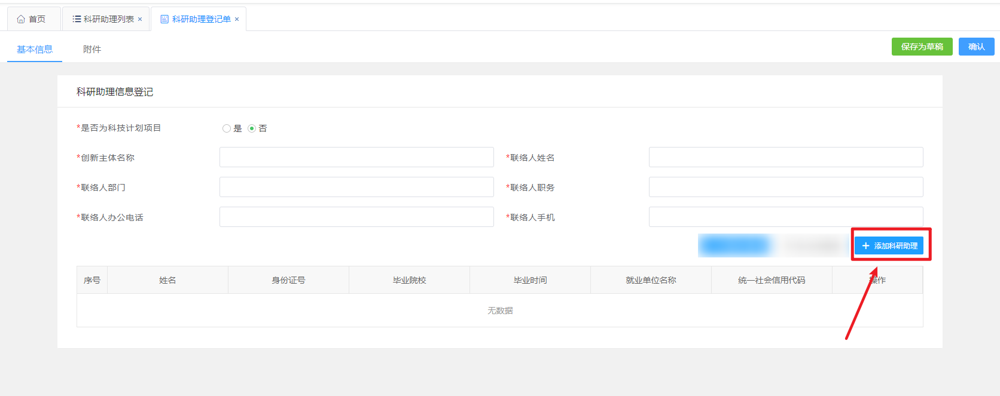 首页 科研助理列表 × 科研助理登记单 ×
基本信息 附件 保存为草稿 确认
科研助理信息登记
*是否为科技计划项目 是 否
*创新主体名称 *联络人姓名
*联络人部门 *联络人职务
*联络人办公电话 *联络人手机
+ 添加科研助理
序号 姓名 身份证号 毕业院校 毕业时间 就业单位名称 统一社会信用代码 操作
无数据